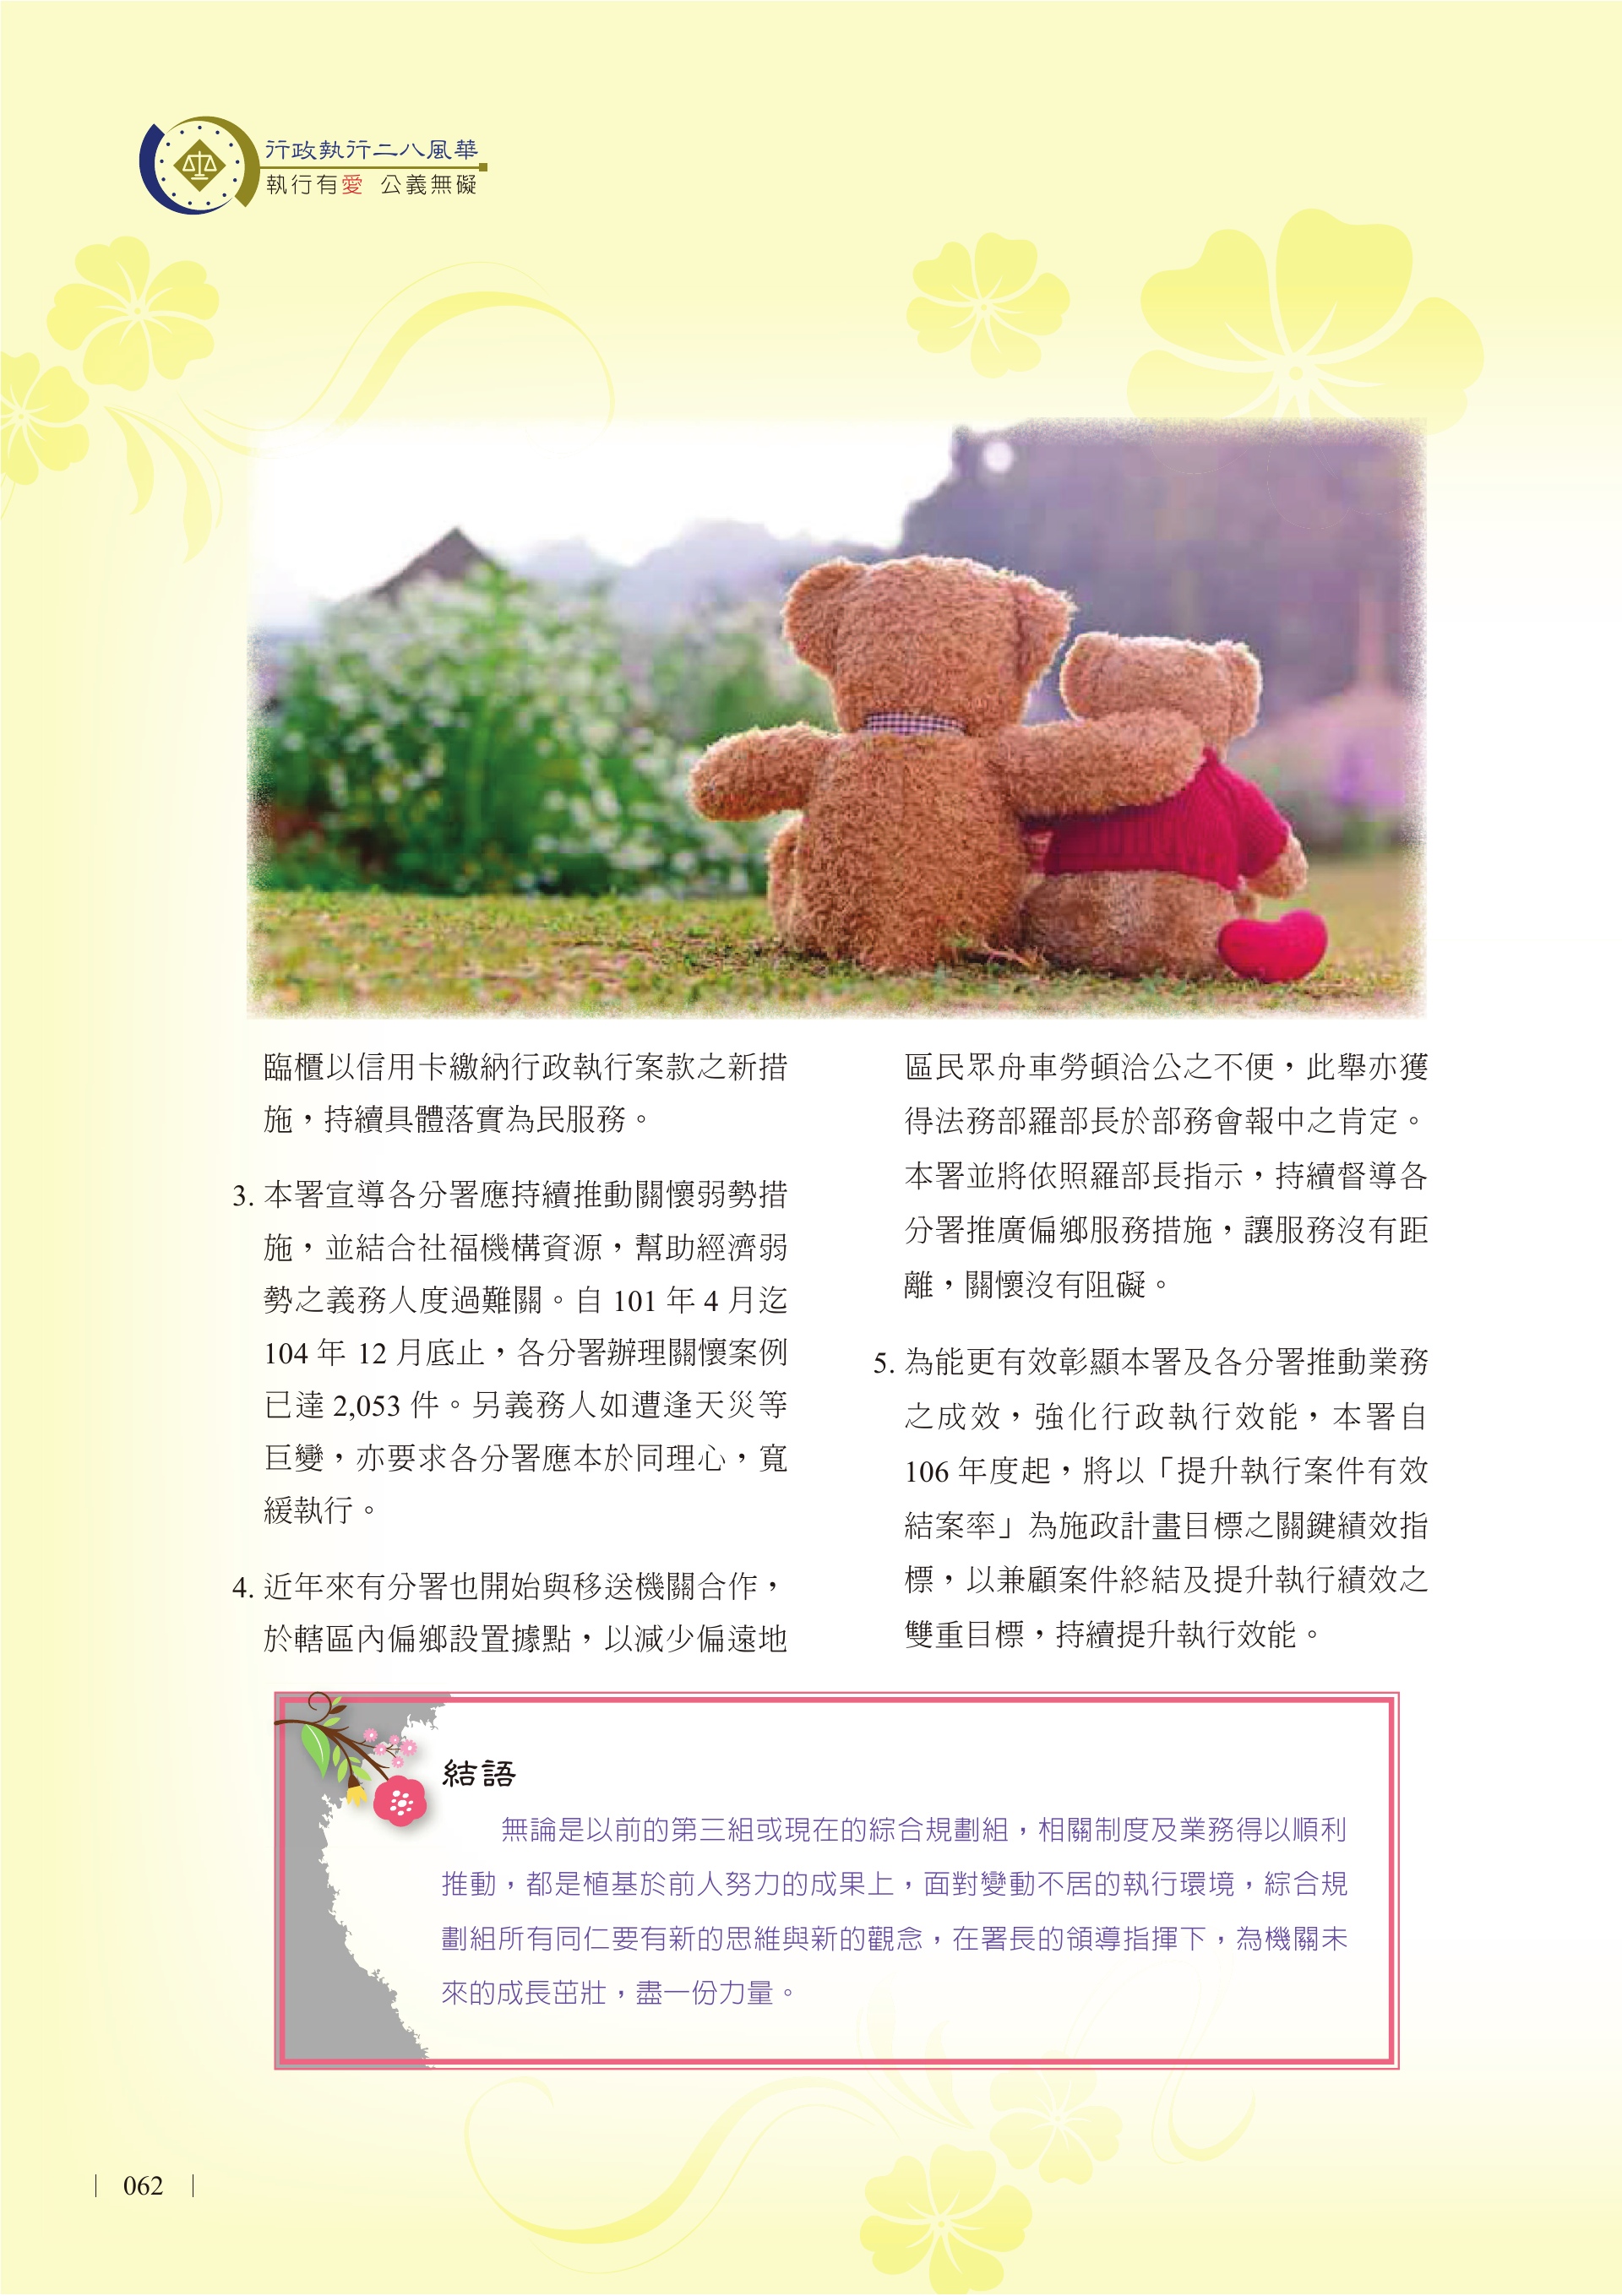 行政執行二八風華
執行有愛 公義無礙
臨櫃以信用卡繳納行政執行案款之新措
施，持續具體落實為民服務。
3. 本署宣導各分署應持續推動關懷弱勢措
施，並結合社福機構資源，幫助經濟弱
勢之義務人度過難關。自 101 年 4 月迄
104 年 12 月底止，各分署辦理關懷案例
已達 2,053 件。另義務人如遭逢天災等
巨變，亦要求各分署應本於同理心，寬
緩執行。
4. 近年來有分署也開始與移送機關合作，
於轄區內偏鄉設置據點，以減少偏遠地
區民眾舟車勞頓洽公之不便，此舉亦獲
得法務部羅部長於部務會報中之肯定。
本署並將依照羅部長指示，持續督導各
分署推廣偏鄉服務措施，讓服務沒有距
離，關懷沒有阻礙。
5. 為能更有效彰顯本署及各分署推動業務
之成效，強化行政執行效能，本署自
106 年度起，將以「提升執行案件有效
結案率」為施政計畫目標之關鍵績效指
標，以兼顧案件終結及提升執行績效之
雙重目標，持續提升執行效能。
結語
無論是以前的第三組或現在的綜合規劃組，相關制度及業務得以順利
推動，都是植基於前人努力的成果上，面對變動不居的執行環境，綜合規
劃組所有同仁要有新的思維與新的觀念，在署長的領導指揮下，為機關未
來的成長茁壯，盡一份力量。
062